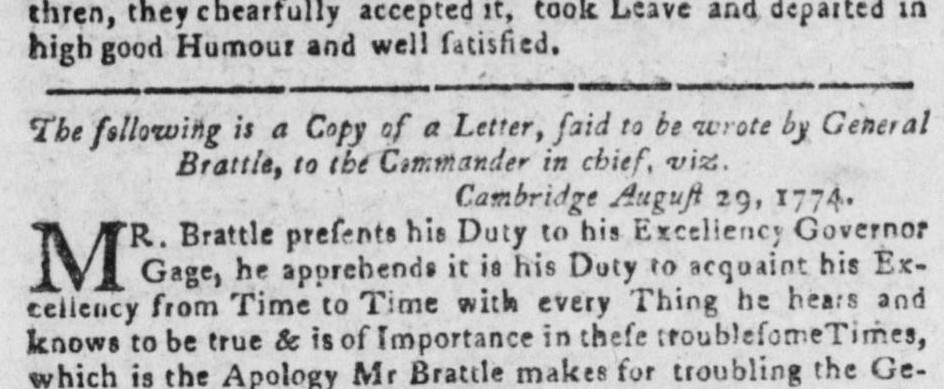 thren, they chearfully accepted it, took Leave and departed in
high good Humour and well ſatisfied.
The following is a Copy of a Letter, ſaid to be wrote by General
Brattle, to the Commander in chief, viz.
Cambridge Auguſt 29, 1774.
MR. Brattle preſents his Duty to his Excellency Governor
Gage, he apprehends it is his Duty to acquaint his Ex-
cellency from Time to Time with every Thing he hears and
knows to be true & is of Importance in theſe troubleſome Times,
which is the Apology Mr Brattle makes for troubling the Ge-